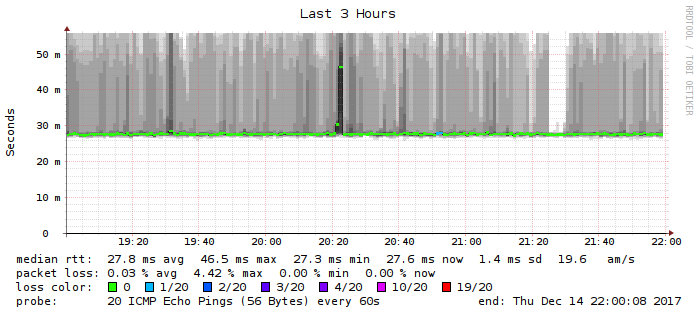 Last 3 Hours
RRDTOOL / TOBI OETIKER
Seconds
50 m
40 m
30 m
20 m
10 m
0
19:20 19:40 20:00 20:20 20:40 21:00 21:20 21:40 22:00
median rtt: 27.8 ms avg 46.5 ms max 27.3 ms min 27.6 ms now 1.4 ms sd 19.6 am/s
packet loss: 0.03 % avg 4.42 % max 0.00 % min 0.00 % now
loss color: 0 1/20 2/20 3/20 4/20 10/20 19/20
probe: 20 ICMP Echo Pings (56 Bytes) every 60s end: Thu Dec 14 22:00:08 2017